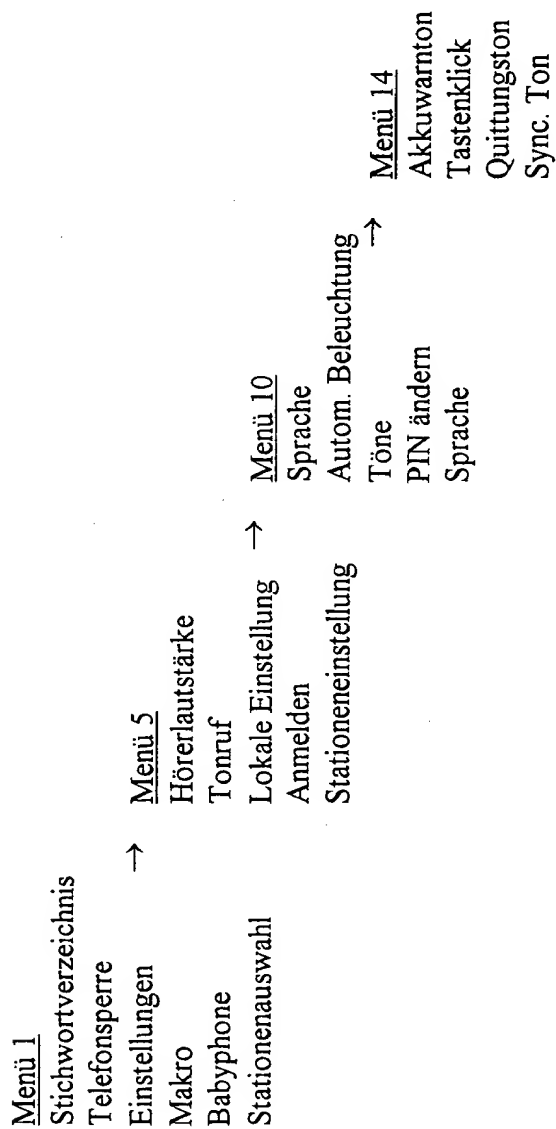 Menü 1
Stichwortverzeichnis
Telefonsperre
Einstellungen →
Makro
Babyphone
Stationenauswahl
Menü 5
Hörerlautstärke
Tonruf
Lokale Einstellung →
Anmelden
Stationeneinstellung
Menü 10
Sprache
Autom. Beleuchtung
Töne →
PIN ändern
Sprache
Menü 14
Akkuwarnton
Tastenklick
Quittungston
Sync. Ton